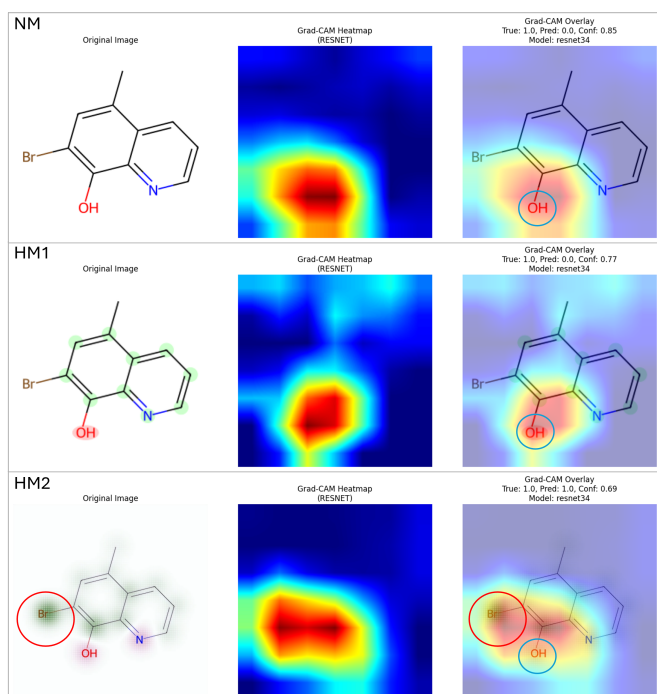 NM
Original Image
Grad-CAM Heatmap
(RESNET)
Grad-CAM Overlay
True: 1.0, Pred: 0.0, Conf: 0.85
Model: resnet34
Br
OH
N
Br
OH
N
HM1
Original Image
Grad-CAM Heatmap
(RESNET)
Grad-CAM Overlay
True: 1.0, Pred: 0.0, Conf: 0.77
Model: resnet34
Br
OH
N
Br
OH
N
HM2
Original Image
Grad-CAM Heatmap
(RESNET)
Grad-CAM Overlay
True: 1.0, Pred: 1.0, Conf: 0.69
Model: resnet34
Br
OH
N
Br
OH
N